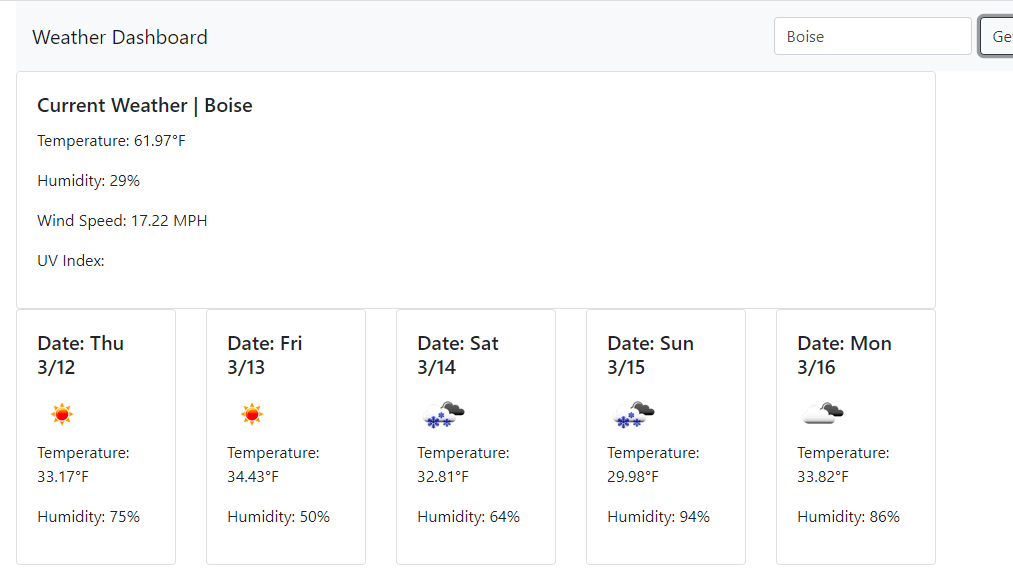 Weather Dashboard
Boise
Ge
Current Weather | Boise
Temperature: 61.97°F
Humidity: 29%
Wind Speed: 17.22 MPH
UV Index:
Date: Thu
3/12
Temperature:
33.17°F
Humidity: 75%
Date: Fri
3/13
Temperature:
34.43°F
Humidity: 50%
Date: Sat
3/14
Temperature:
32.81°F
Humidity: 64%
Date: Sun
3/15
Temperature:
29.98°F
Humidity: 94%
Date: Mon
3/16
Temperature:
33.82°F
Humidity: 86%